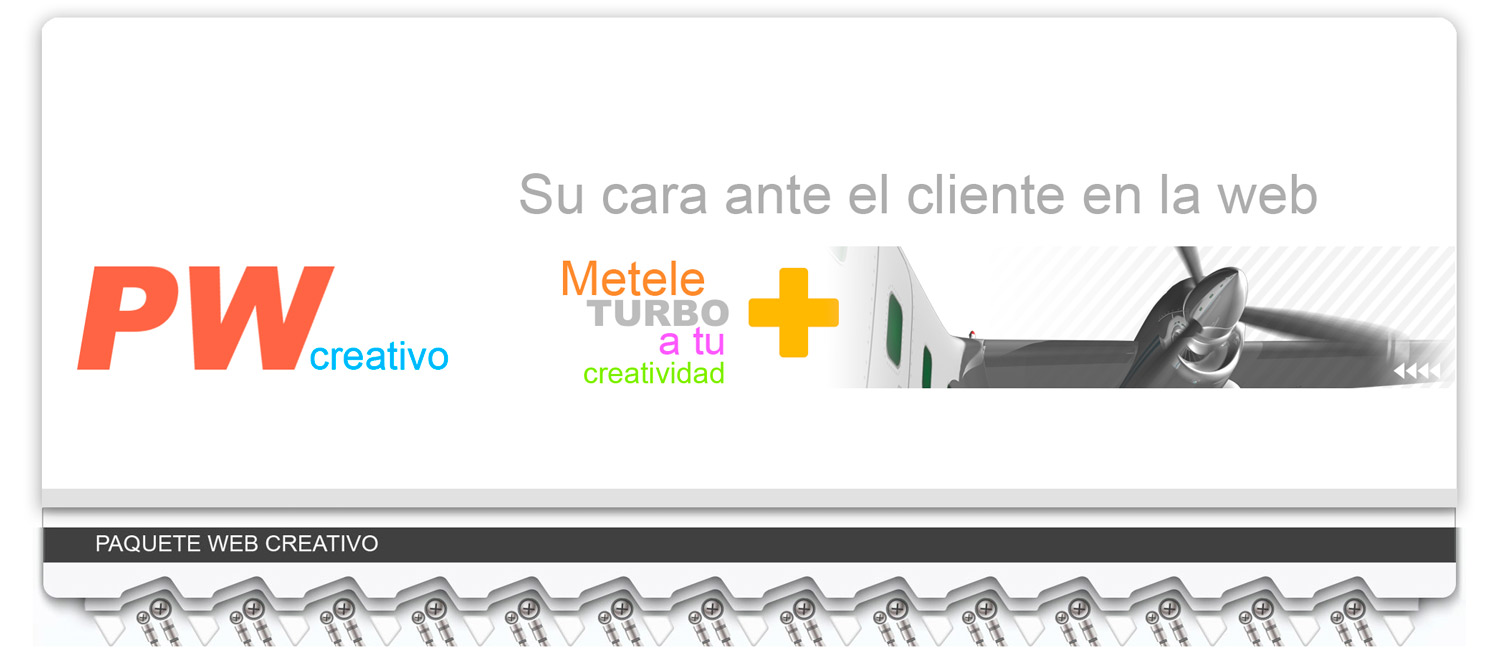 Su cara ante el cliente en la web
PW creativo
Metele
TURBO
a tu
creatividad
PAQUETE WEB CREATIVO